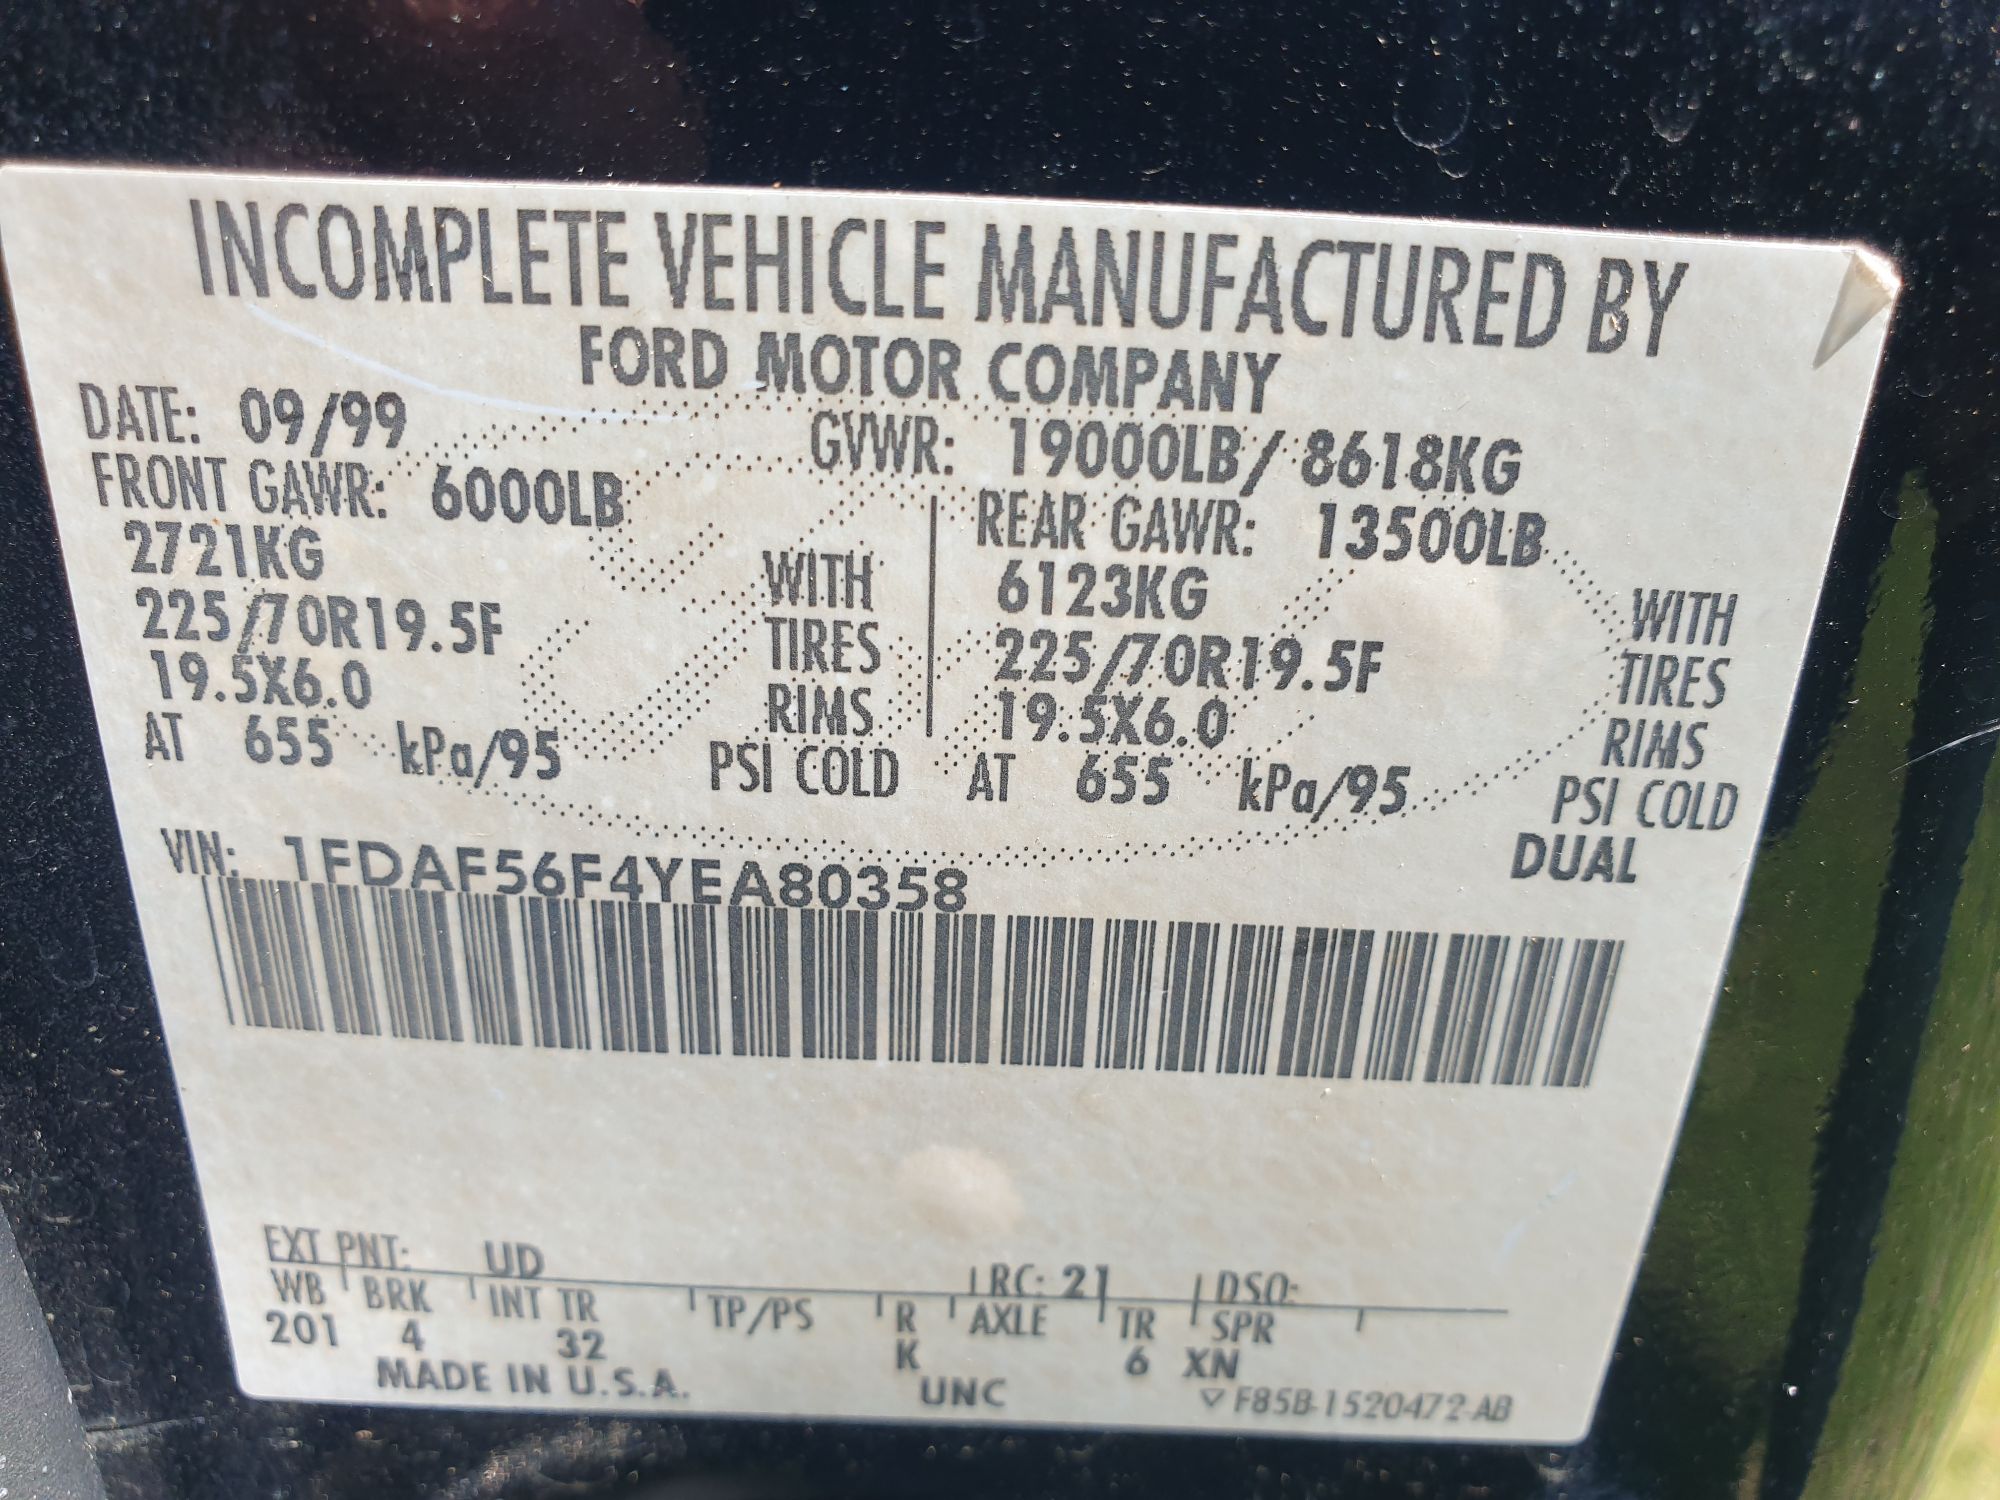 INCOMPLETE VEHICLE MANUFACTURED BY
FORD MOTOR COMPANY
DATE: 09/99 GVWR: 19000LB/ 8618KG
FRONT GAWR: 6000LB REAR GAWR: 13500LB
2721KG WITH 6123KG WITH
225/70R19.5F TIRES 225/70R19.5F TIRES
19.5X6.0 RIMS 19.5X6.0 RIMS
AT 655 kPa/95 PSI COLD AT 655 kPa/95 PSI COLD
DUAL
VIN: 1FDAF56F4YEA80358
EXT PNT: UD RC: 21 DSO:
WB BRK INT TR TP/PS R AXLE TR SPR
201 4 32 K UNC 6 XN
MADE IN U.S.A. ▽ F85B-1520472-AB